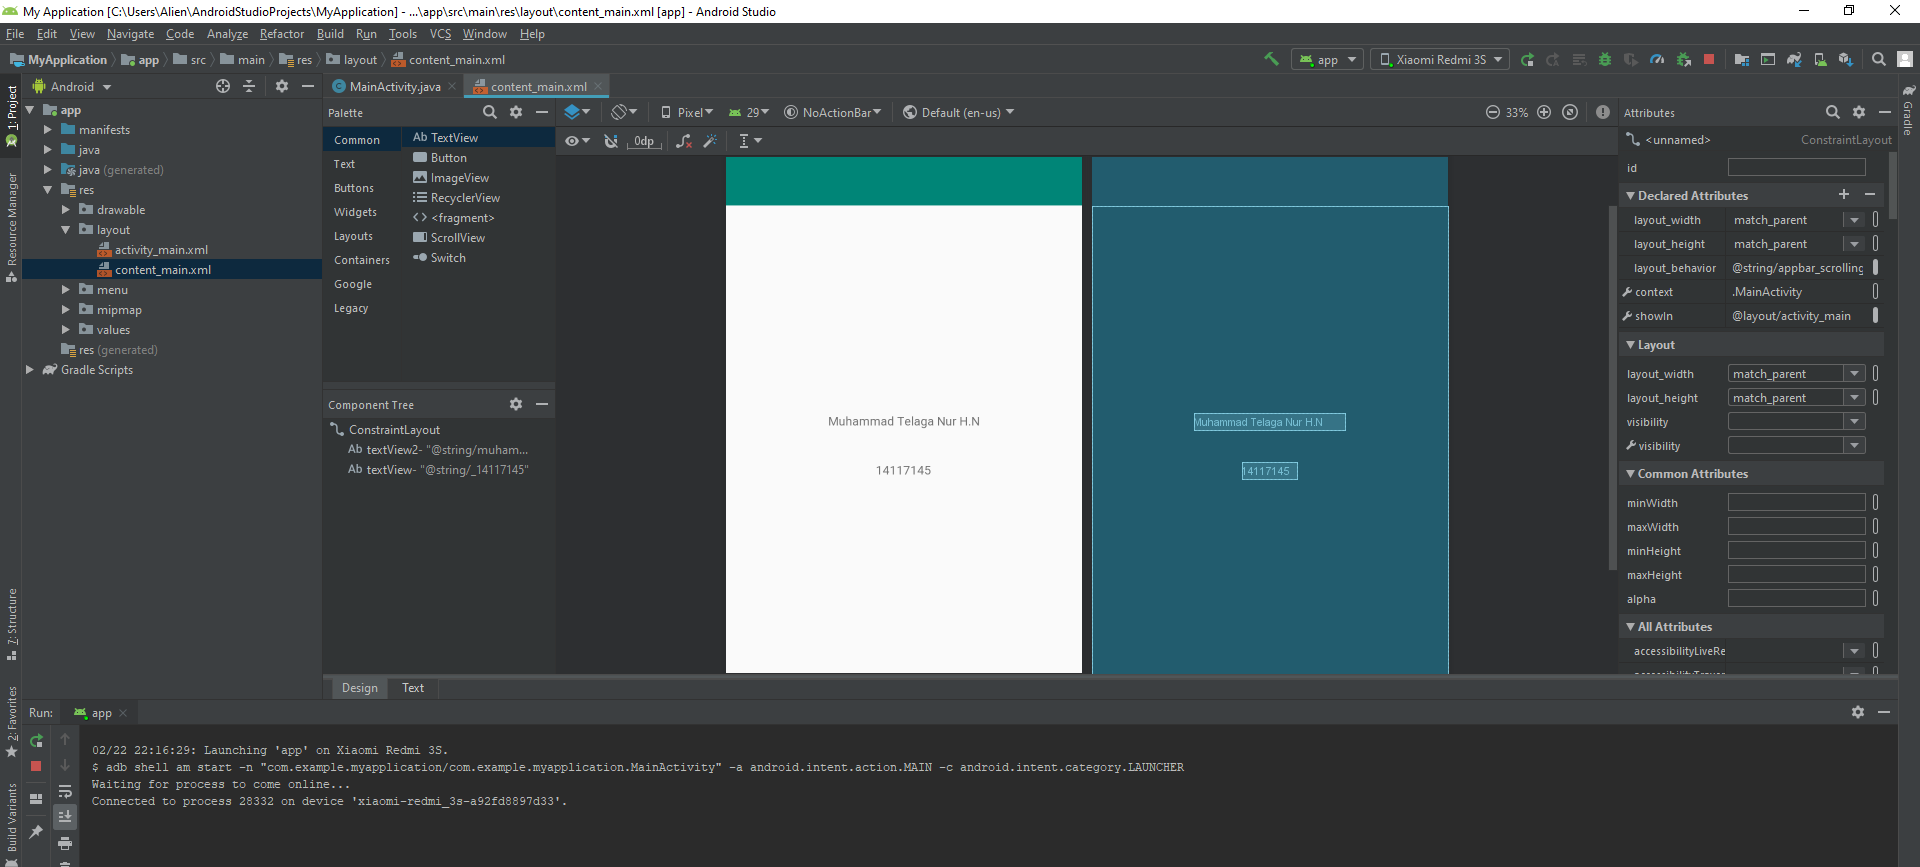 My Application [C:\Users\Alien\AndroidStudioProjects\MyApplication] - ...\app\src\main\res\layout\content_main.xml [app] - Android Studio
File Edit View Navigate Code Analyze Refactor Build Run Tools VCS Window Help
MyApplication app src main res layout content_main.xml
app Xiaomi Redmi 3S
1: Project
Resource Manager
7: Structure
2: Favorites
Build Variants
Android
app
manifests
java
java (generated)
res
drawable
layout
activity_main.xml
content_main.xml
menu
mipmap
values
res (generated)
Gradle Scripts
MainActivity.java content_main.xml
Palette
Common
Text
Buttons
Widgets
Layouts
Containers
Google
Legacy
Ab TextView
Button
ImageView
RecyclerView
<fragment>
ScrollView
Switch
Component Tree
ConstraintLayout
Ab textView2- "@string/muham...
Ab textView- "@string/_14117145"
Pixel 29 NoActionBar Default (en-us) 33%
0dp
Muhammad Telaga Nur H.N
14117145
Muhammad Telaga Nur H.N
14117145
Design Text
Attributes
<unnamed> ConstraintLayout
id
Declared Attributes
layout_width match_parent
layout_height match_parent
layout_behavior @string/appbar_scrolling
context .MainActivity
showIn @layout/activity_main
Layout
layout_width match_parent
layout_height match_parent
visibility
visibility
Common Attributes
minWidth
maxWidth
minHeight
maxHeight
alpha
All Attributes
accessibilityLiveRe
Gradle
Run: app
02/22 22:16:29: Launching 'app' on Xiaomi Redmi 3S.
$ adb shell am start -n "com.example.myapplication/com.example.myapplication.MainActivity" -a android.intent.action.MAIN -c android.intent.category.LAUNCHER
Waiting for process to come online...
Connected to process 28332 on device 'xiaomi-redmi_3s-a92fd8897d33'.